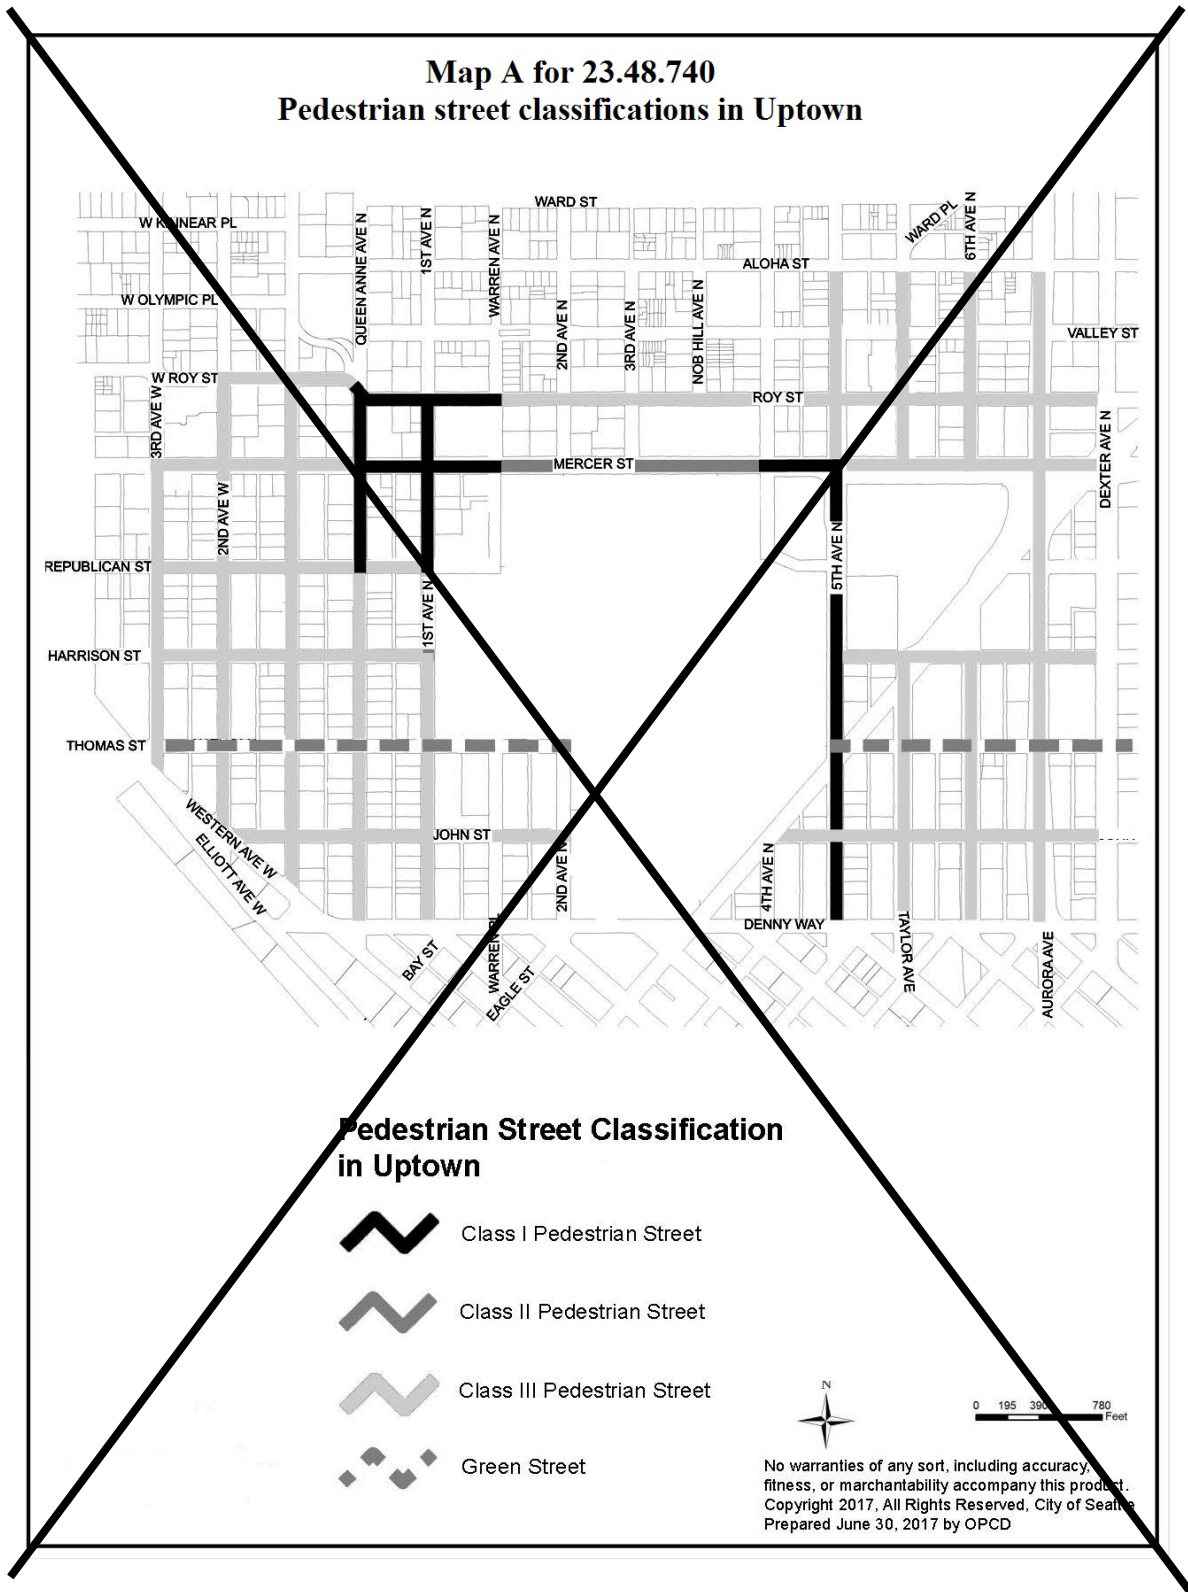 Map A for 23.48.740
Pedestrian street classifications in Uptown
WARD ST
W KINNEAR PL
QUEEN ANNE AVE N
1ST AVE N
WARREN AVE N
WARD PL
6TH AVE N
ALOHA ST
W OLYMPIC PL
2ND AVE N
3RD AVE N
NOB HILL AVE N
VALLEY ST
W ROY ST
3RD AVE W
ROY ST
DEXTER AVE N
MERCER ST
2ND AVE W
5TH AVE N
REPUBLICAN ST
1ST AVE N
HARRISON ST
THOMAS ST
WESTERN AVE W
ELLIOTT AVE W
JOHN ST
2ND AVE N
4TH AVE N
DENNY WAY
BAY ST
WARREN PL
EAGLE ST
TAYLOR AVE
AURORA AVE
Pedestrian Street Classification
in Uptown
Class I Pedestrian Street
Class II Pedestrian Street
Class III Pedestrian Street
Green Street
N
0 195 390 780
Feet
No warranties of any sort, including accuracy,
fitness, or marchantability accompany this product.
Copyright 2017, All Rights Reserved, City of Seattle
Prepared June 30, 2017 by OPCD